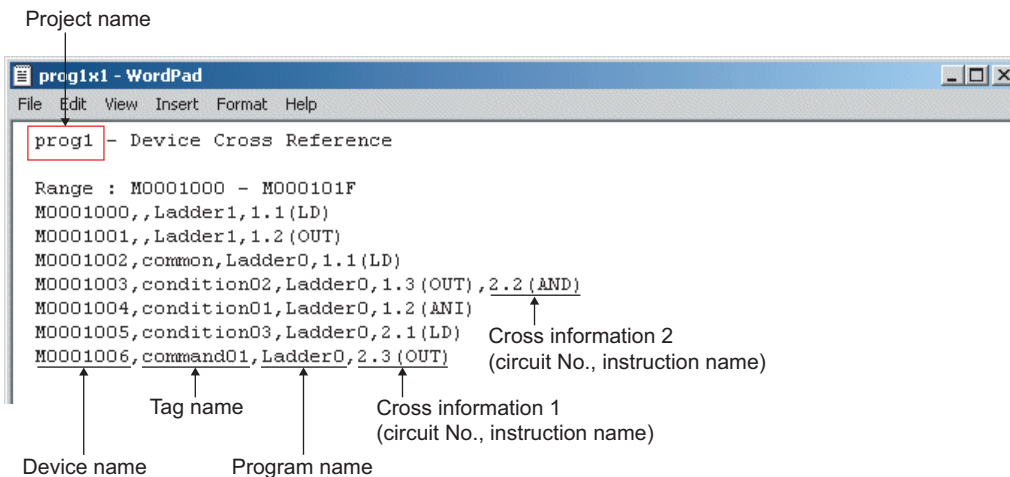 Project name
prog1x1 - WordPad
File Edit View Insert Format Help
prog1 - Device Cross Reference
Range : M0001000 - M000101F
M0001000,,Ladder1,1.1(LD)
M0001001,,Ladder1,1.2(OUT)
M0001002,common,Ladder0,1.1(LD)
M0001003,condition02,Ladder0,1.3(OUT),2.2(AND)
M0001004,condition01,Ladder0,1.2(ANI)
M0001005,condition03,Ladder0,2.1(LD)
M0001006,command01,Ladder0,2.3(OUT)
Cross information 2
(circuit No., instruction name)
Tag name
Cross information 1
(circuit No., instruction name)
Device name
Program name